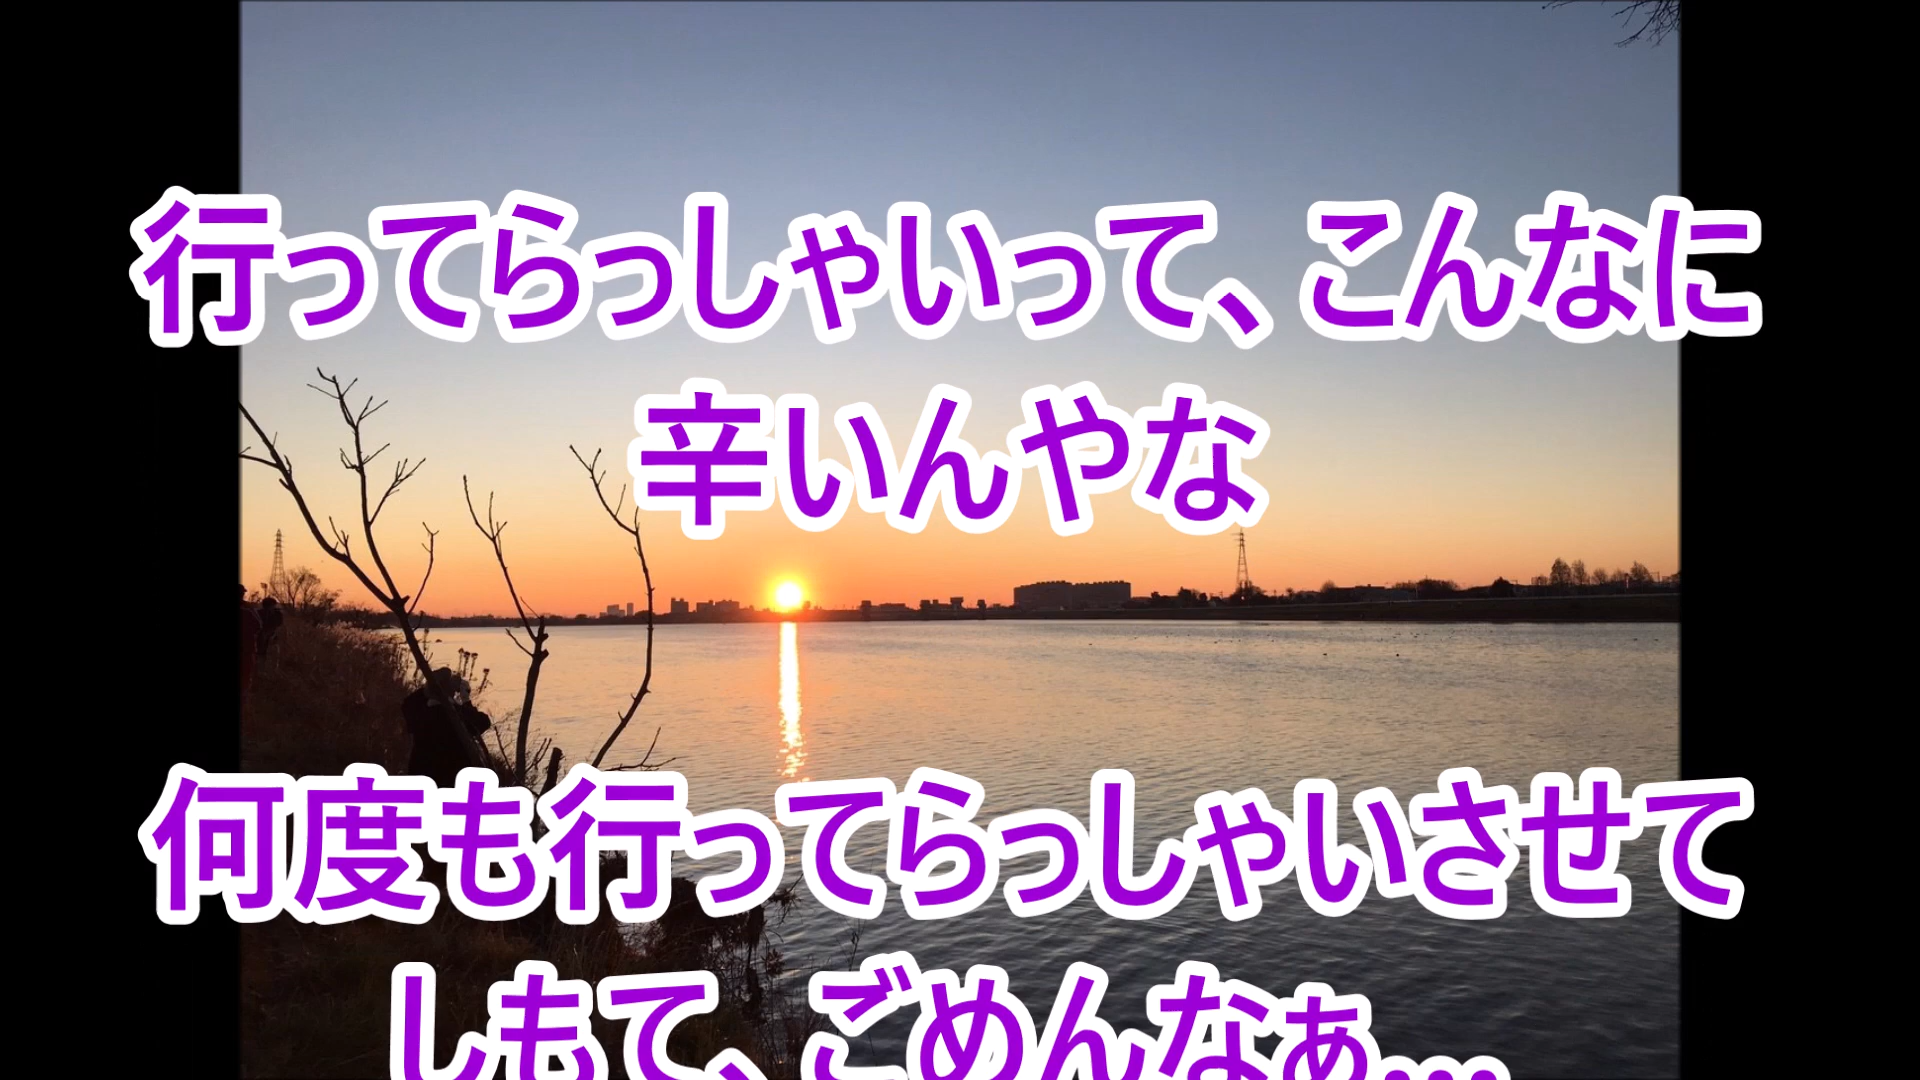 行ってらっしゃいって、こんなに
辛いんやな
何度も行ってらっしゃいさせて
しもて、ごめんなぁ…